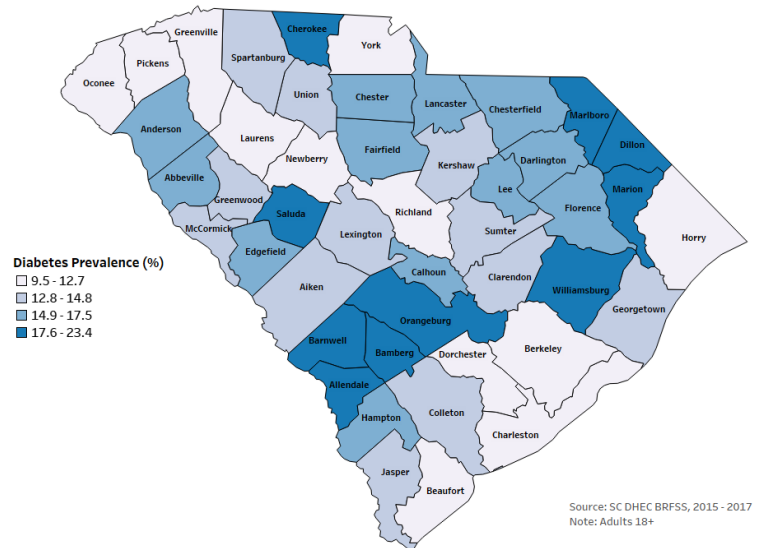 Cherokee
Greenville
York
Spartanburg
Pickens
Oconee
Union
Chester
Lancaster
Chesterfield
Marlboro
Anderson
Laurens
Dillon
Newberry
Fairfield
Kershaw
Darlington
Abbeville
Lee
Marion
Greenwood
Saluda
Richland
Florence
McCormick
Lexington
Sumter
Horry
Edgefield
Calhoun
Clarendon
Aiken
Williamsburg
Georgetown
Orangeburg
Barnwell
Bamberg
Dorchester
Berkeley
Allendale
Colleton
Hampton
Charleston
Jasper
Beaufort
Diabetes Prevalence (%)
9.5 - 12.7
12.8 - 14.8
14.9 - 17.5
17.6 - 23.4
Source: SC DHEC BRFSS, 2015 - 2017
Note: Adults 18+